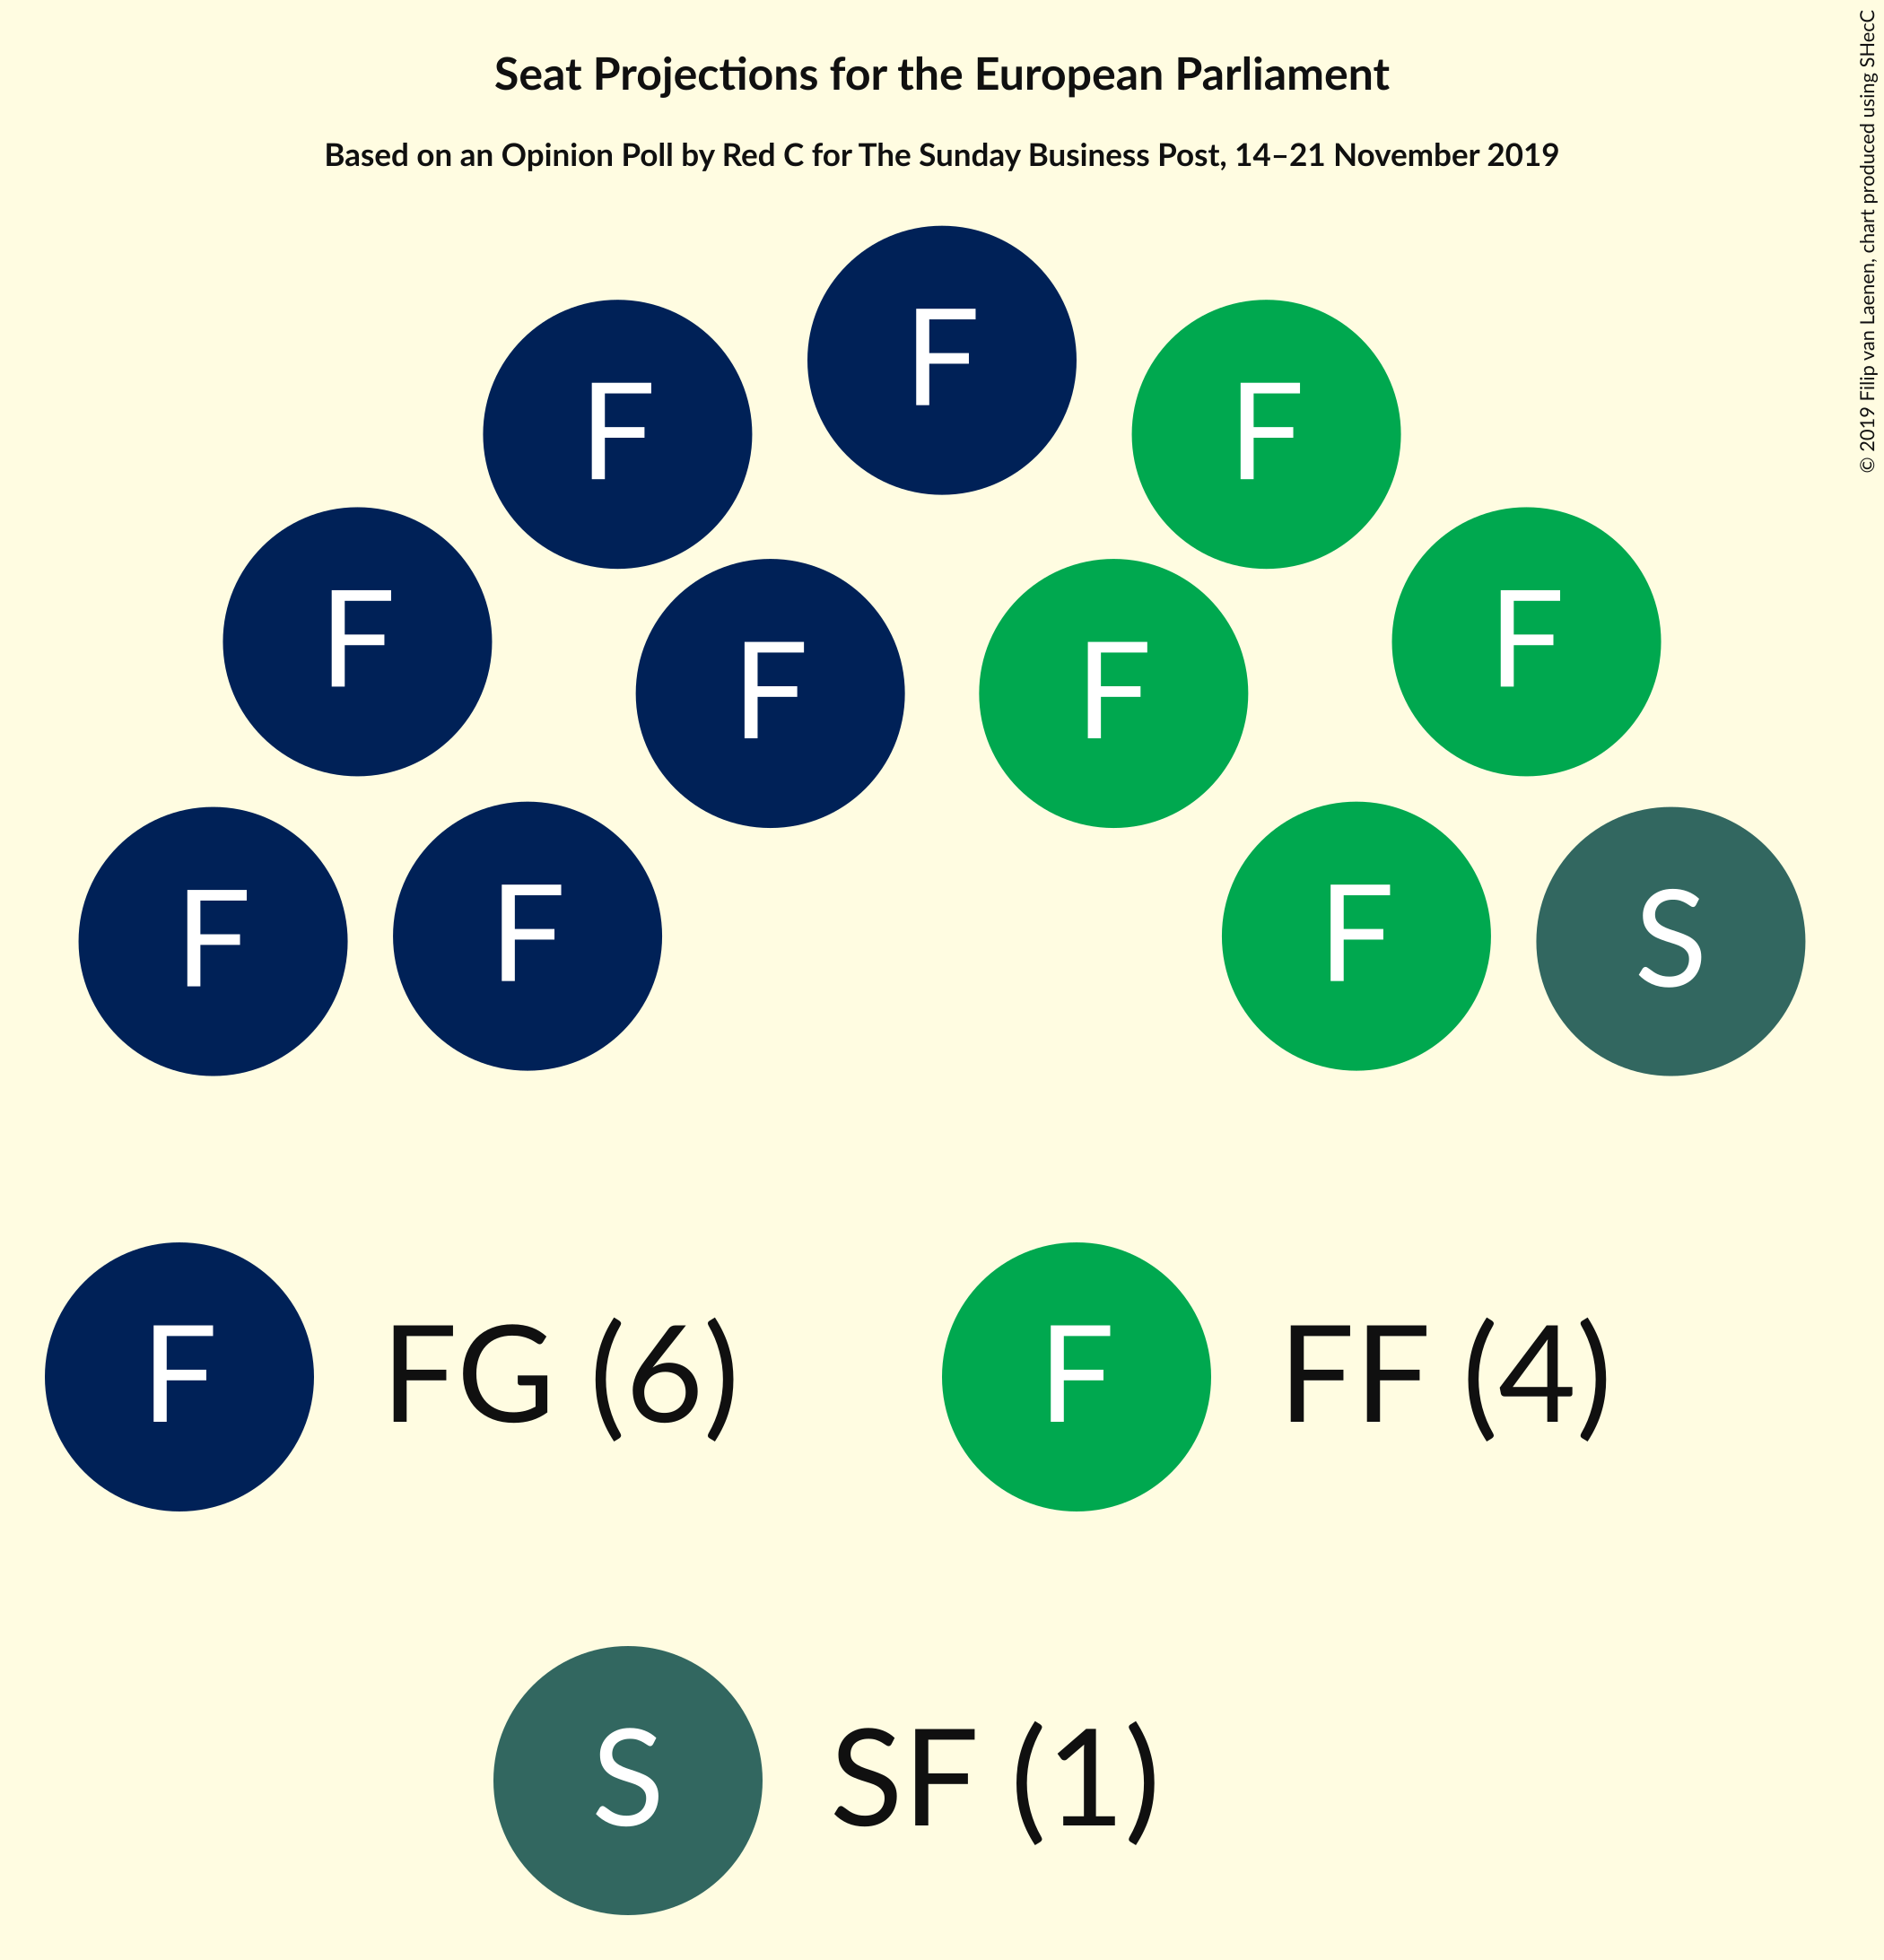 Seat Projections for the European Parliament
Based on an Opinion Poll by Red C for The Sunday Business Post, 14–21 November 2019
© 2019 Filip van Laenen, chart produced using SHecC
F
F
F
F
F
F
F
F
F
F
S
F FG (6)
F FF (4)
S SF (1)